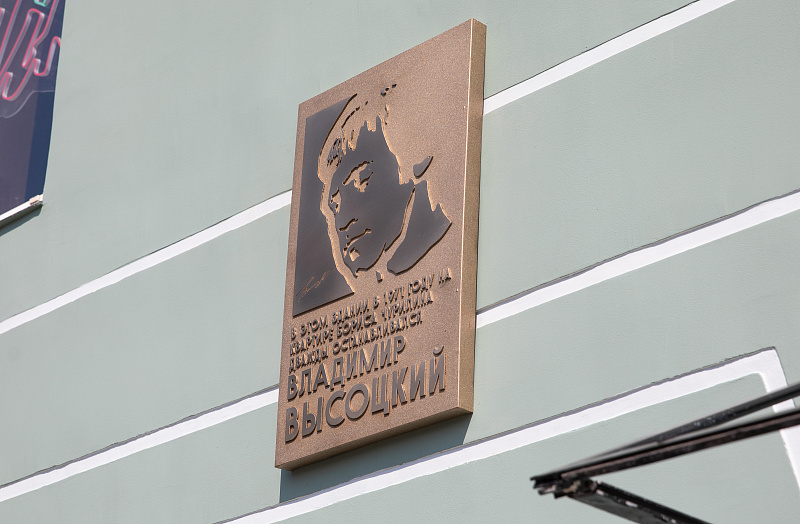 В ЭТОМ ЗДАНИИ В 1971 ГОДУ НА
КВАРТИРЕ БОРИСА ЧУРИЛИНА
ДВАЖДЫ ОСТАНАВЛИВАЛСЯ
ВЛАДИМИР
ВЫСОЦКИЙ